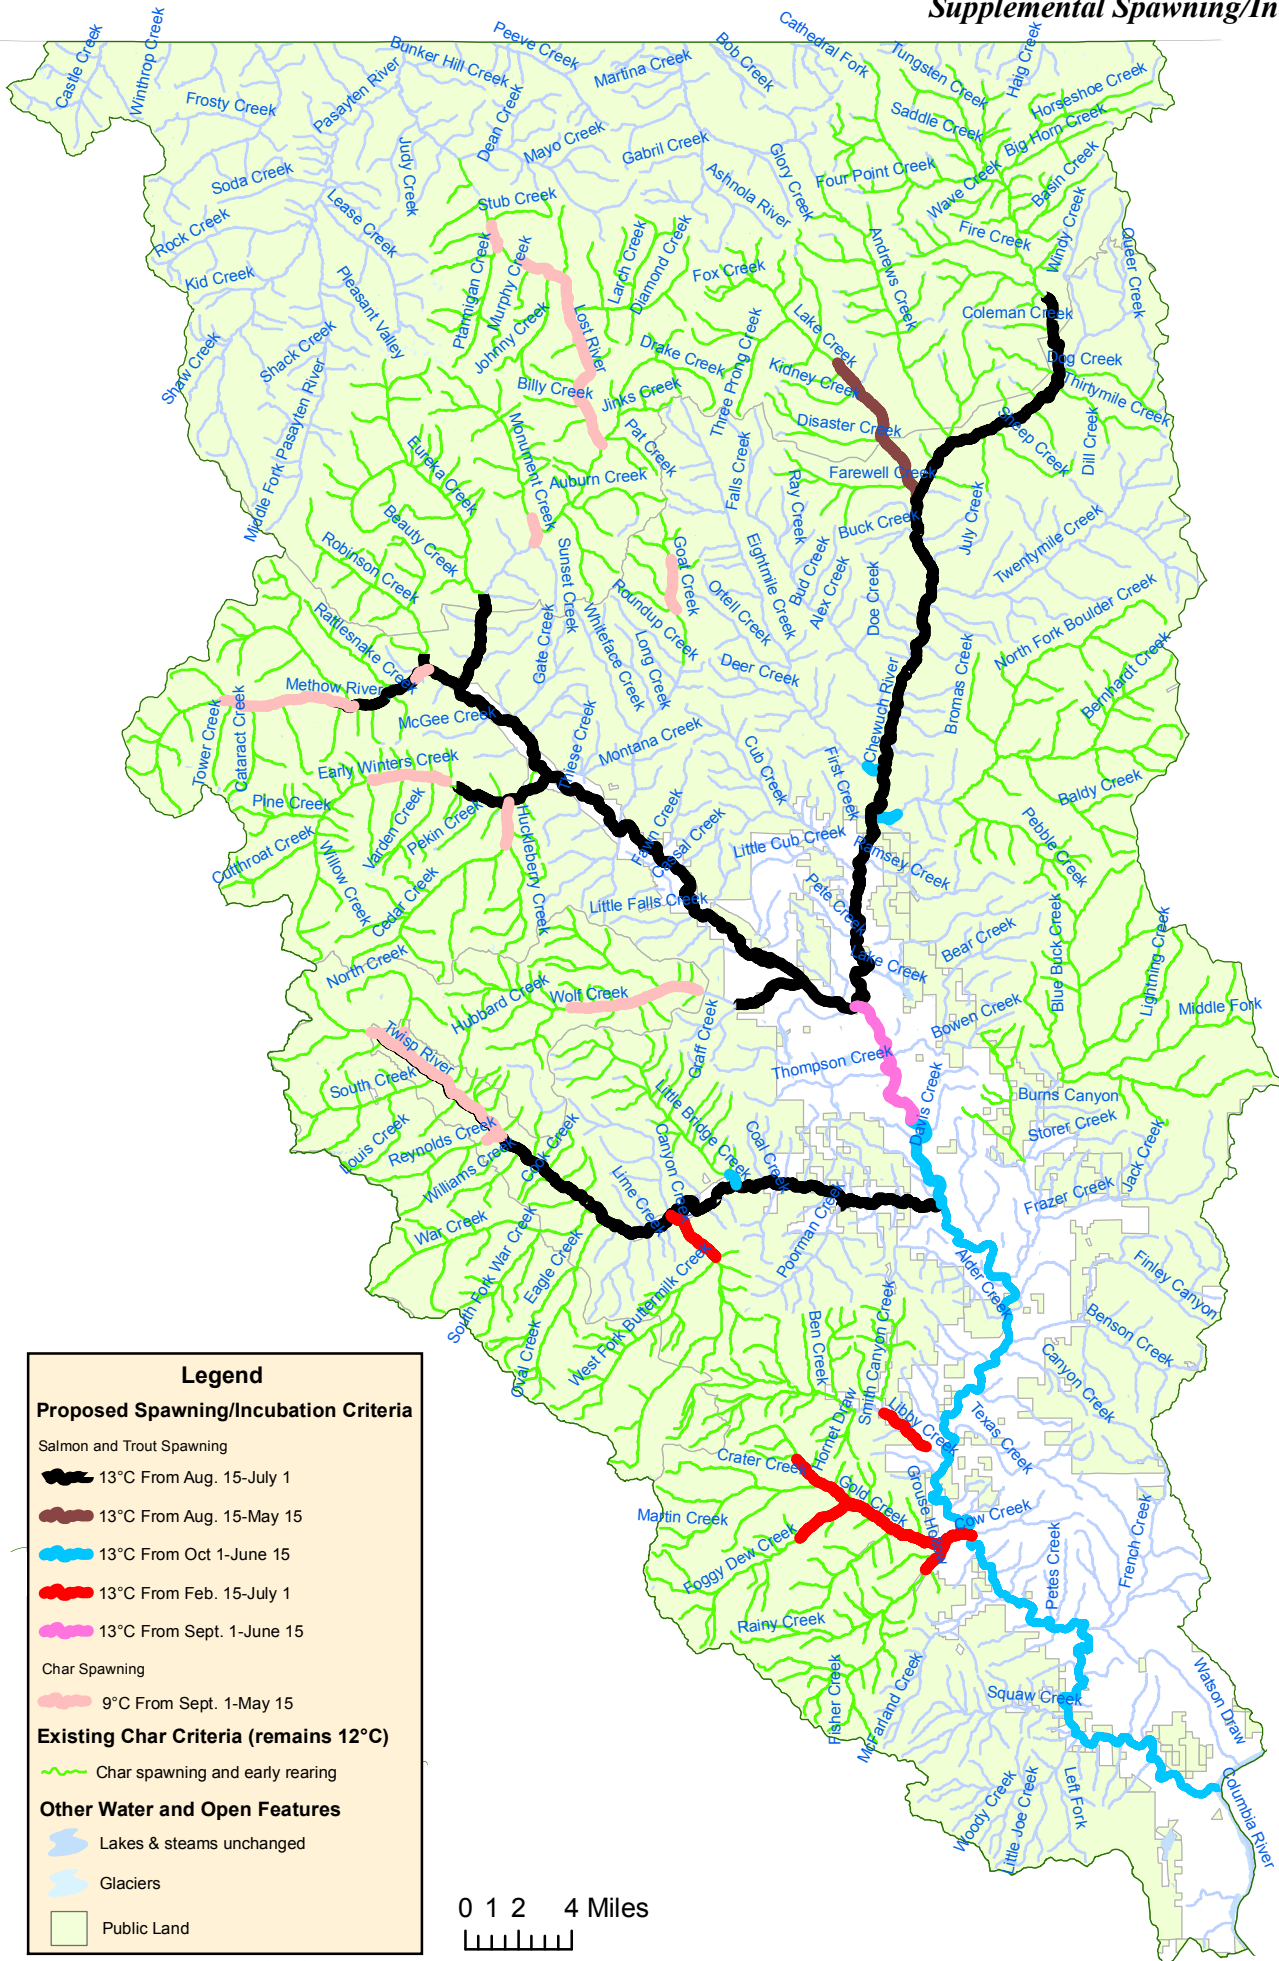 Supplemental Spawning/In
Castle Creek
Winthrop Creek
Frosty Creek
Pasayten River
Bunker Hill Creek
Peeve Creek
Martina Creek
Bob Creek
Cathedral Fork
Tungsten Creek
Haig Creek
Horseshoe Creek
Saddle Creek
Big Horn Creek
Dean Creek
Mayo Creek
Gabril Creek
Judy Creek
Soda Creek
Glory Creek
Four Point Creek
Wave Creek
Basin Creek
Ashnola River
Stub Creek
Lease Creek
Rock Creek
Fire Creek
Windy Creek
Queer Creek
Kid Creek
Pleasant Valley
Ptarmigan Creek
Murphy Creek
Larch Creek
Diamond Creek
Fox Creek
Andrews Creek
Coleman Creek
Shaw Creek
Shack Creek
Johnny Creek
Lost River
Lake Creek
Drake Creek
Three Prong Creek
Kidney Creek
Dog Creek
Thirtymile Creek
Middle Fork Pasayten River
Billy Creek
Jinks Creek
Disaster Creek
Sheep Creek
Dill Creek
Monument Creek
Pat Creek
Eureka Creek
Auburn Creek
Falls Creek
Farewell Creek
Ray Creek
Buck Creek
July Creek
Beauty Creek
Twentymile Creek
Robinson Creek
Sunset Creek
Goat Creek
Eightmile Creek
Bud Creek
Alex Creek
Doe Creek
Roundup Creek
Ortell Creek
North Fork Boulder Creek
Rattlesnake Creek
Gate Creek
Whiteface Creek
Long Creek
Deer Creek
Chewuch River
Bromas Creek
Bernhardt Creek
Methow River
Tower Creek
Cataract Creek
McGee Creek
Early Winters Creek
Montana Creek
Cub Creek
First Creek
Baldy Creek
Pine Creek
Varden Creek
Pekin Creek
Huckleberry Creek
Fawn Creek
Caesar Creek
Little Cub Creek
Ramsey Creek
Pebble Creek
Cutthroat Creek
Willow Creek
Cedar Creek
Little Falls Creek
Pete Creek
North Creek
Hubbard Creek
Wolf Creek
Lake Creek
Bear Creek
Blue Buck Creek
Lightning Creek
Middle Fork
Bowen Creek
Twisp River
South Creek
Graff Creek
Thompson Creek
Davis Creek
Burns Canyon
Storer Creek
Louis Creek
Reynolds Creek
Williams Creek
Cook Creek
Little Bridge Creek
Canyon Creek
Coal Creek
Jack Creek
Frazer Creek
Lime Creek
War Creek
South Fork War Creek
Eagle Creek
West Fork Buttermilk Creek
Poorman Creek
Alder Creek
Finley Canyon
Benson Creek
Oval Creek
Ben Creek
Smith Canyon Creek
Canyon Creek
Libby Creek
Texas Creek
Hornet Draw
Crater Creek
Gold Creek
Martin Creek
Cow Creek
Foggy Dew Creek
Petes Creek
French Creek
Rainy Creek
Fisher Creek
McFarland Creek
Squaw Creek
Watson Draw
Woody Creek
Little Joe Creek
Left Fork
Columbia River
Legend
Proposed Spawning/Incubation Criteria
Salmon and Trout Spawning
13°C From Aug. 15-July 1
13°C From Aug. 15-May 15
13°C From Oct 1-June 15
13°C From Feb. 15-July 1
13°C From Sept. 1-June 15
Char Spawning
9°C From Sept. 1-May 15
Existing Char Criteria (remains 12°C)
Char spawning and early rearing
Other Water and Open Features
Lakes & steams unchanged
Glaciers
Public Land
0 1 2 4 Miles